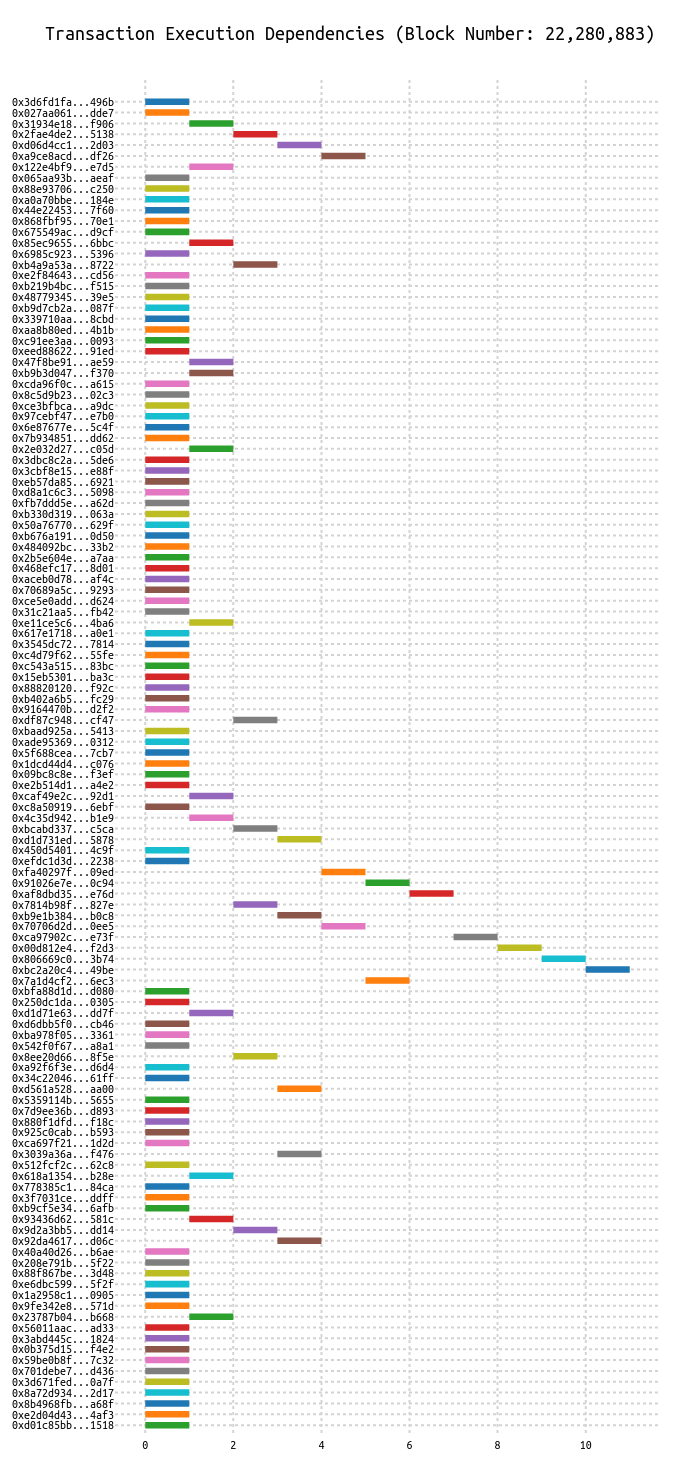 Transaction Execution Dependencies (Block Number: 22,280,883)
0x3d6fd1fa...496b
0x027aa061...dde7
0x31934e18...f906
0x2fae4de2...5138
0xd06d4cc1...2d03
0xa9ce8acd...df26
0x122e4bf9...e7d5
0x065aa93b...aeaf
0x88e93706...c250
0xa0a70bbe...184e
0x44e22453...7f60
0x868fbf95...70e1
0x675549ac...d9cf
0x85ec9655...6bbc
0x6985c923...5396
0xb4a9a53a...8722
0xe2f84643...cd56
0xb219b4bc...f515
0x48779345...39e5
0xb9d7cb2a...087f
0x339710aa...8cbd
0xaa8b80ed...4b1b
0xc91ee3aa...0093
0xeed88622...91ed
0x47f8be91...ae59
0xb9b3d047...f370
0xcda96f0c...a615
0x8c5d9b23...02c3
0xce3bfbca...a9dc
0x97cebf47...e7b0
0x6e87677e...5c4f
0x7b934851...dd62
0x2e032d27...c05d
0x3dbc8c2a...5de6
0x3cbf8e15...e88f
0xeb57da85...6921
0xd8a1c6c3...5098
0xfb7ddd5e...a62d
0xb330d319...063a
0x50a76770...629f
0xb676a191...0d50
0x484092bc...33b2
0x2b5e604e...a7aa
0x468efc17...8d01
0xaceb0d78...af4c
0x70689a5c...9293
0xce5e0add...d624
0x31c21aa5...fb42
0xe11ce5c6...4ba6
0x617e1718...a0e1
0x3545dc72...7814
0xc4d79f62...55fe
0xc543a515...83bc
0x15eb5301...ba3c
0x88820120...f92c
0xb402a6b5...fc29
0x9164470b...d2f2
0xdf87c948...cf47
0xbaad925a...5413
0xade95369...0312
0x5f688cea...7cb7
0x1dcd44d4...c076
0x09bc8c8e...f3ef
0xe2b514d1...a4e2
0xcaf49e2c...92d1
0xc8a50919...6ebf
0x4c35d942...b1e9
0xbcabd337...c5ca
0xd1d731ed...5878
0x450d5401...4c9f
0xefdc1d3d...2238
0xfa40297f...09ed
0x91026e7e...0c94
0xaf8dbd35...e76d
0x7814b98f...827e
0xb9e1b384...b0c8
0x70706d2d...0ee5
0xca97902c...e73f
0x00d812e4...f2d3
0x806669c0...3b74
0xbc2a20c4...49be
0x7a1d4cf2...6ec3
0xbfa88d1d...d080
0x250dc1da...0305
0xd1d71e63...dd7f
0xd6dbb5f0...cb46
0xba978f05...3361
0x542f0f67...a8a1
0x8ee20d66...8f5e
0xa92f6f3e...d6d4
0x34c22046...61ff
0xd561a528...aa00
0x5359114b...5655
0x7d9ee36b...d893
0x880f1dfd...f18c
0x925c0cab...b593
0xca697f21...1d2d
0x3039a36a...f476
0x512fcf2c...62c8
0x618a1354...b28e
0x778385c1...84ca
0x3f7031ce...ddff
0xb9cf5e34...6afb
0x93436d62...581c
0x9d2a3bb5...dd14
0x92da4617...d06c
0x40a40d26...b6ae
0x208e791b...5f22
0x88f867be...3d48
0xe6dbc599...5f2f
0x1a2958c1...0905
0x9fe342e8...571d
0x23787b04...b668
0x56011aac...ad33
0x3abd445c...1824
0x0b375d15...f4e2
0x59be0b8f...7c32
0x701debe7...d436
0x3d671fed...0a7f
0x8a72d934...2d17
0x8b4968fb...a68f
0xe2d04d43...4af3
0xd01c85bb...1518
0 2 4 6 8 10